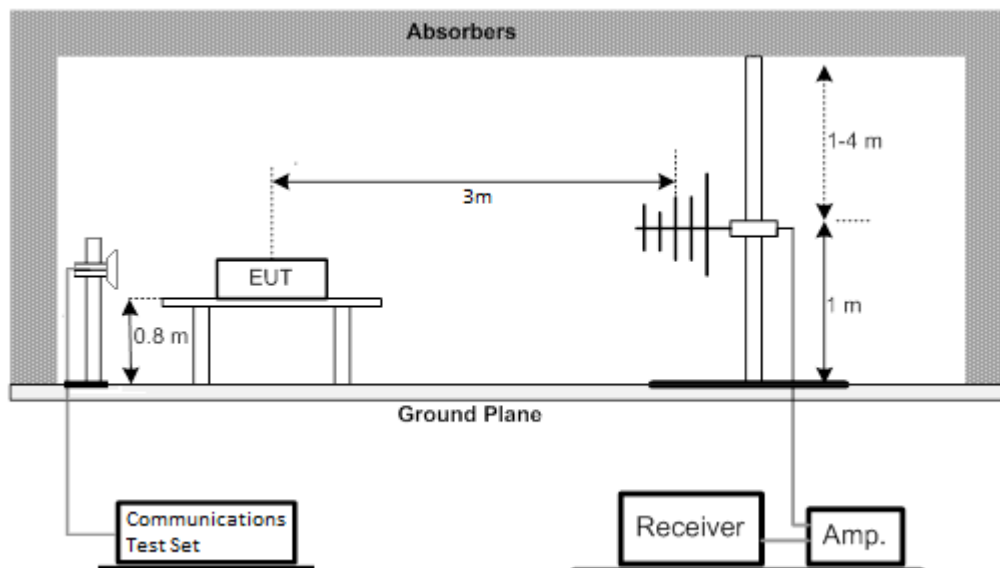 Absorbers
1-4 m
3m
EUT
0.8 m
1 m
Ground Plane
Communications
Test Set
Receiver
Amp.